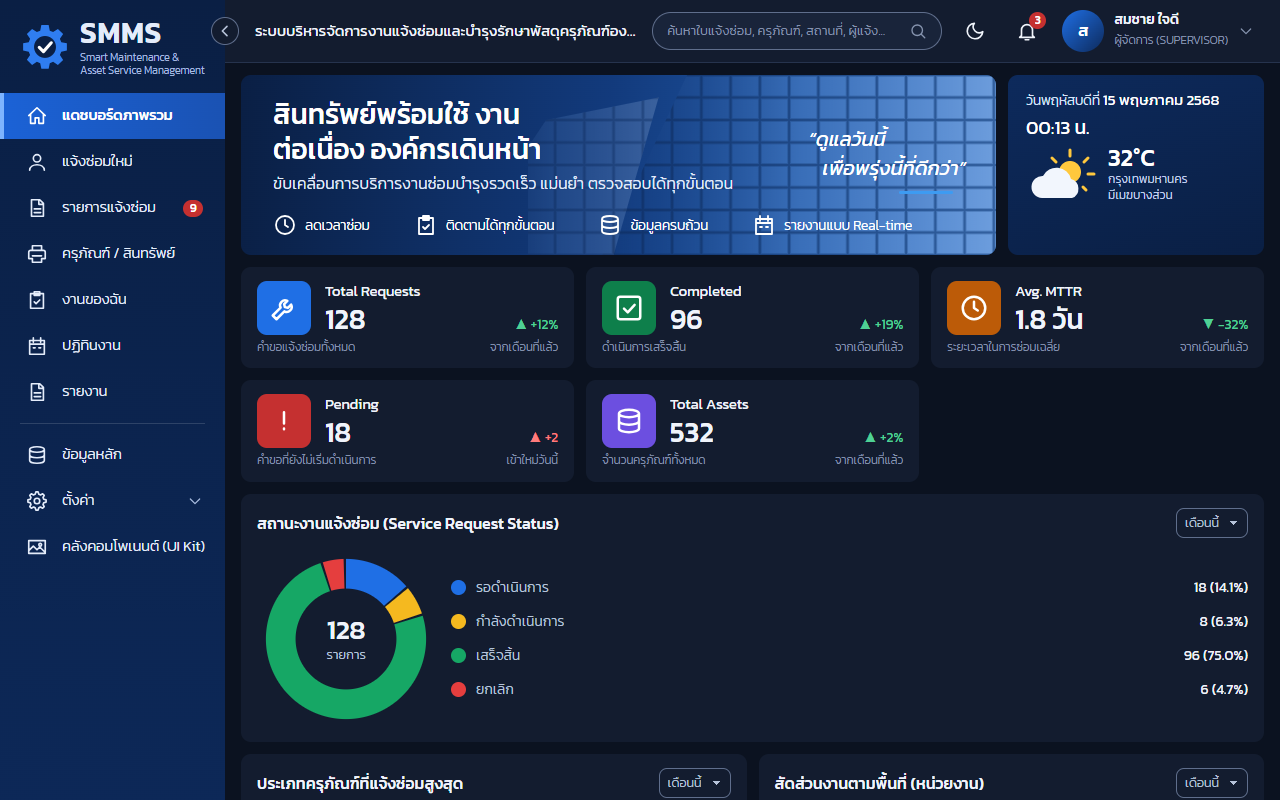 SMMS
Smart Maintenance &
Asset Service Management
แดชบอร์ดภาพรวม
แจ้งซ่อมใหม่
รายการแจ้งซ่อม
9
ครุภัณฑ์ / สินทรัพย์
งานของฉัน
ปฏิทินงาน
รายงาน
ข้อมูลหลัก
ตั้งค่า
คลังคอมโพเนนต์ (UI Kit)
ระบบบริหารจัดการงานแจ้งซ่อมและบำรุงรักษาพัสดุครุภัณฑ์อง...
ค้นหาใบแจ้งซ่อม, ครุภัณฑ์, สถานที่, ผู้แจ้ง...
3
ส
สมชาย ใจดี
ผู้จัดการ (SUPERVISOR)
สินทรัพย์พร้อมใช้ งาน
ต่อเนื่อง องค์กรเดินหน้า
ขับเคลื่อนการบริการงานซ่อมบำรุงรวดเร็ว แม่นยำ ตรวจสอบได้ทุกขั้นตอน
“ดูแลวันนี้
เพื่อพรุ่งนี้ที่ดีกว่า”
ลดเวลาซ่อม
ติดตามได้ทุกขั้นตอน
ข้อมูลครบถ้วน
รายงานแบบ Real-time
วันพฤหัสบดีที่ 15 พฤษภาคม 2568
00:13 น.
32°C
กรุงเทพมหานคร
มีเมฆบางส่วน
Total Requests
128
▲ +12%
คำขอแจ้งซ่อมทั้งหมด
จากเดือนที่แล้ว
Completed
96
▲ +19%
ดำเนินการเสร็จสิ้น
จากเดือนที่แล้ว
Avg. MTTR
1.8 วัน
▼ -32%
ระยะเวลาในการซ่อมเฉลี่ย
จากเดือนที่แล้ว
Pending
18
▲ +2
คำขอที่ยังไม่เริ่มดำเนินการ
เข้าใหม่วันนี้
Total Assets
532
▲ +2%
จำนวนครุภัณฑ์ทั้งหมด
จากเดือนที่แล้ว
สถานะงานแจ้งซ่อม (Service Request Status)
เดือนนี้
128
รายการ
รอดำเนินการ
18 (14.1%)
กำลังดำเนินการ
8 (6.3%)
เสร็จสิ้น
96 (75.0%)
ยกเลิก
6 (4.7%)
ประเภทครุภัณฑ์ที่แจ้งซ่อมสูงสุด
เดือนนี้
สัดส่วนงานตามพื้นที่ (หน่วยงาน)
เดือนนี้